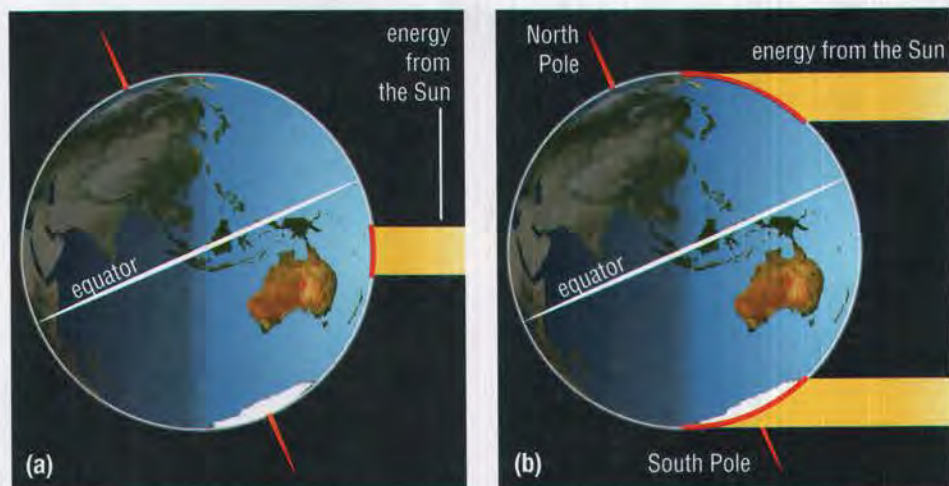 energy
from
the Sun
equator
(a)
North
Pole
energy from the Sun
equator
South Pole
(b)